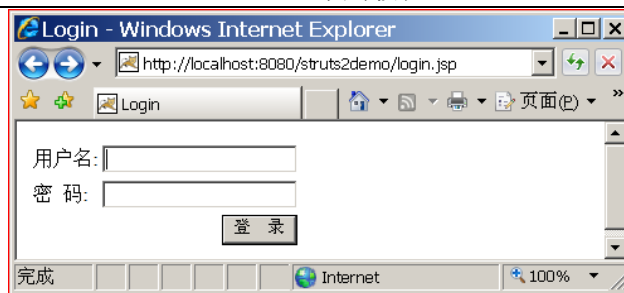 Login - Windows Internet Explorer
http://localhost:8080/struts2demo/login.jsp
Login 页面(P)
用户名:
密 码:
登 录
完成 Internet 100%